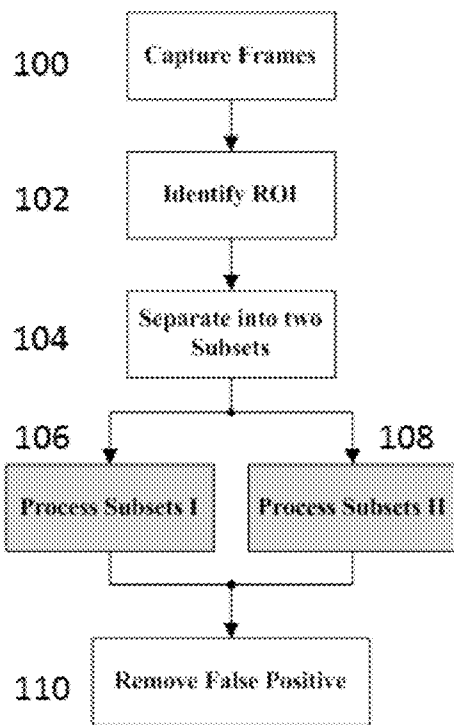 100
Capture Frames
102
Identify ROI
104
Separate into two
Subsets
106
108
Process Subsets I
Process Subsets II
110
Remove False Positive